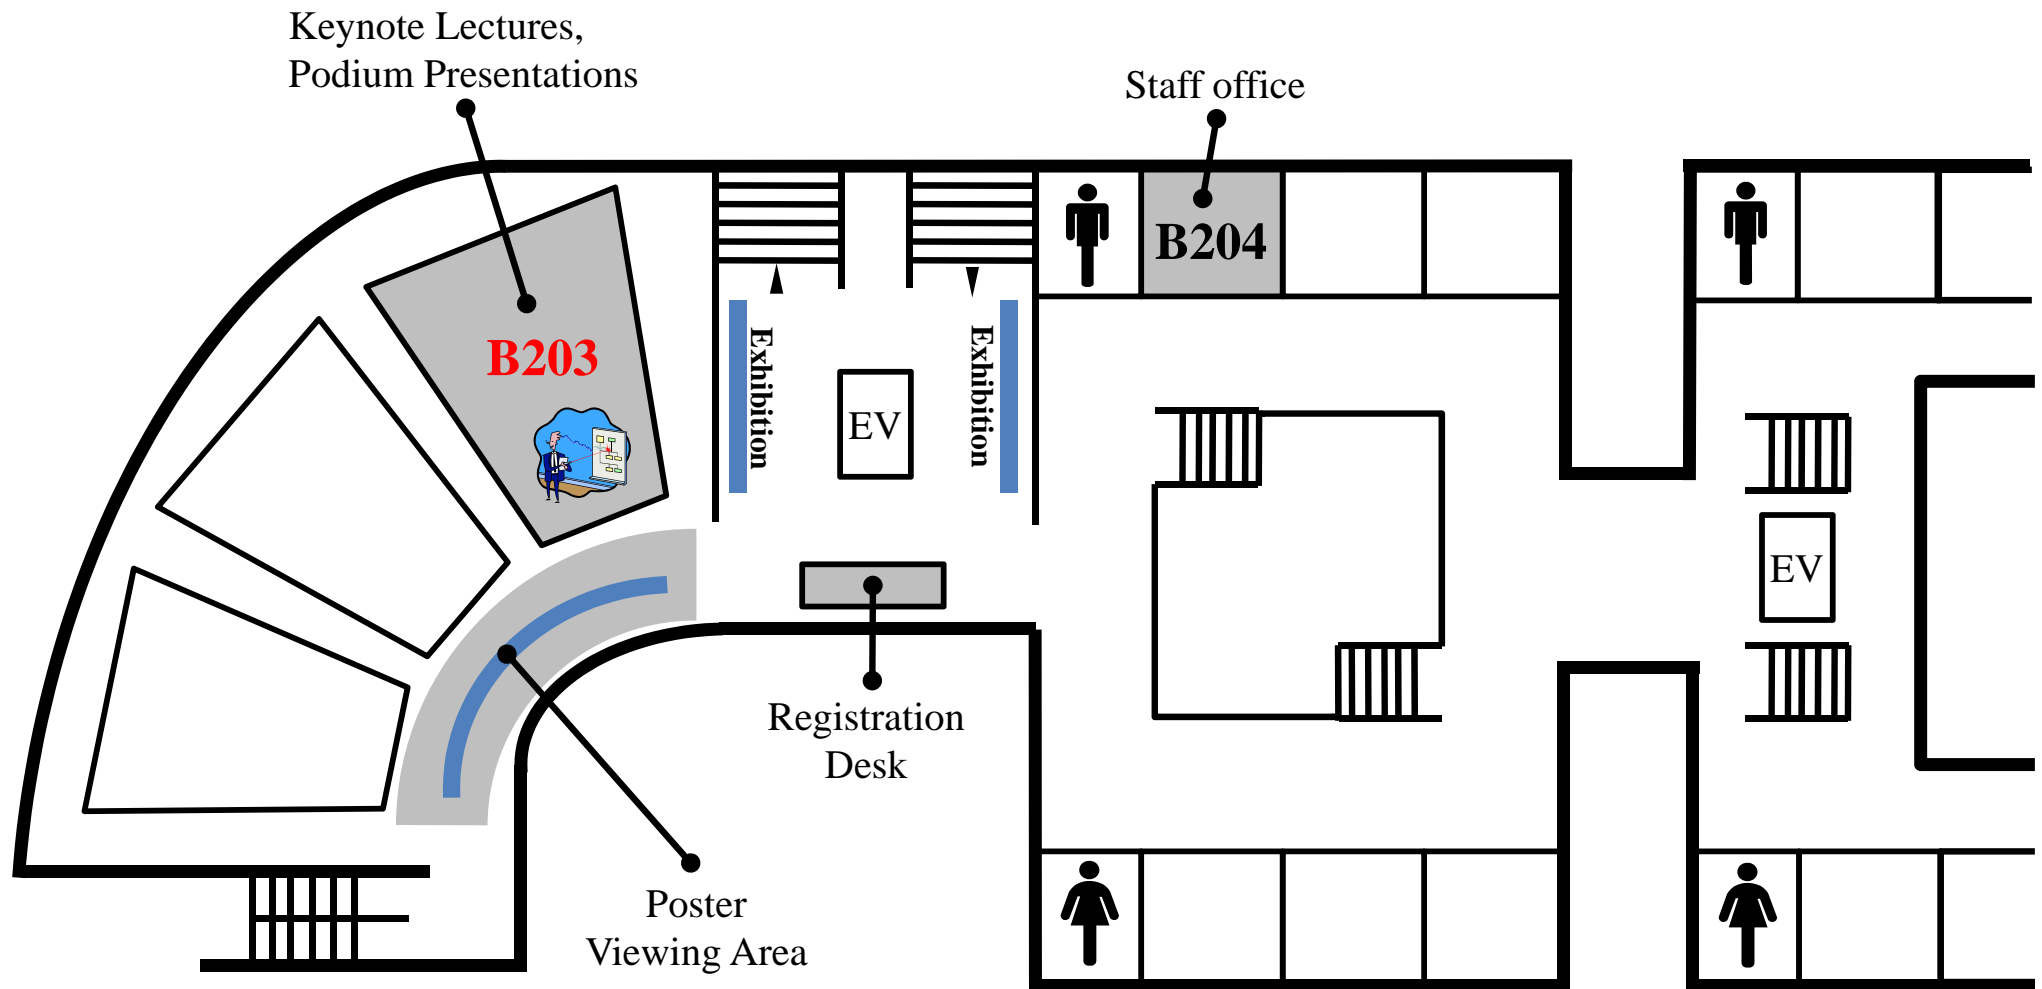 Keynote Lectures,
Podium Presentations
Staff office
B204
B203
Exhibition
Exhibition
EV
EV
Registration
Desk
Poster
Viewing Area